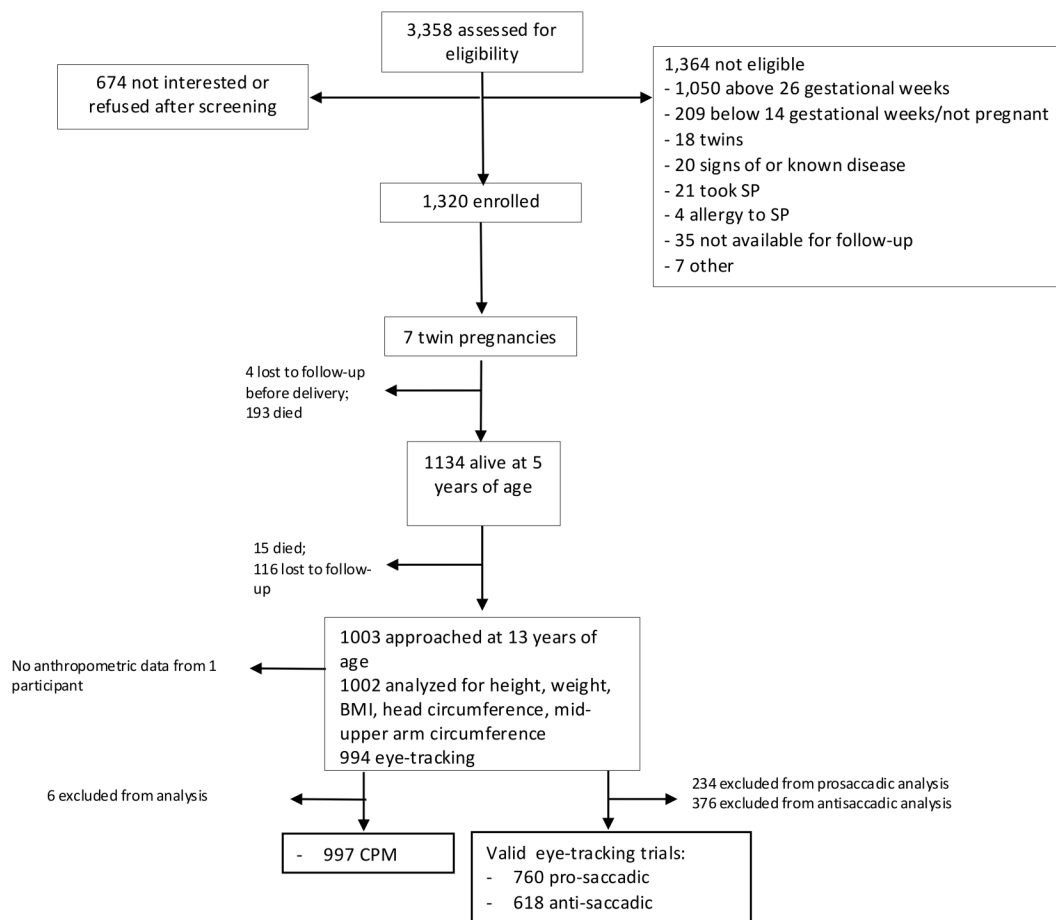 3,358 assessed for
eligibility
674 not interested or
refused after screening
1,364 not eligible
- 1,050 above 26 gestational weeks
- 209 below 14 gestational weeks/not pregnant
- 18 twins
- 20 signs of or known disease
- 21 took SP
- 4 allergy to SP
- 35 not available for follow-up
- 7 other
1,320 enrolled
7 twin pregnancies
4 lost to follow-up
before delivery;
193 died
1134 alive at 5
years of age
15 died;
116 lost to follow-
up
1003 approached at 13 years of
age
1002 analyzed for height, weight,
BMI, head circumference, mid-
upper arm circumference
994 eye-tracking
No anthropometric data from 1
participant
6 excluded from analysis
234 excluded from prosaccadic analysis
376 excluded from antisaccadic analysis
- 997 CPM
Valid eye-tracking trials:
- 760 pro-saccadic
- 618 anti-saccadic